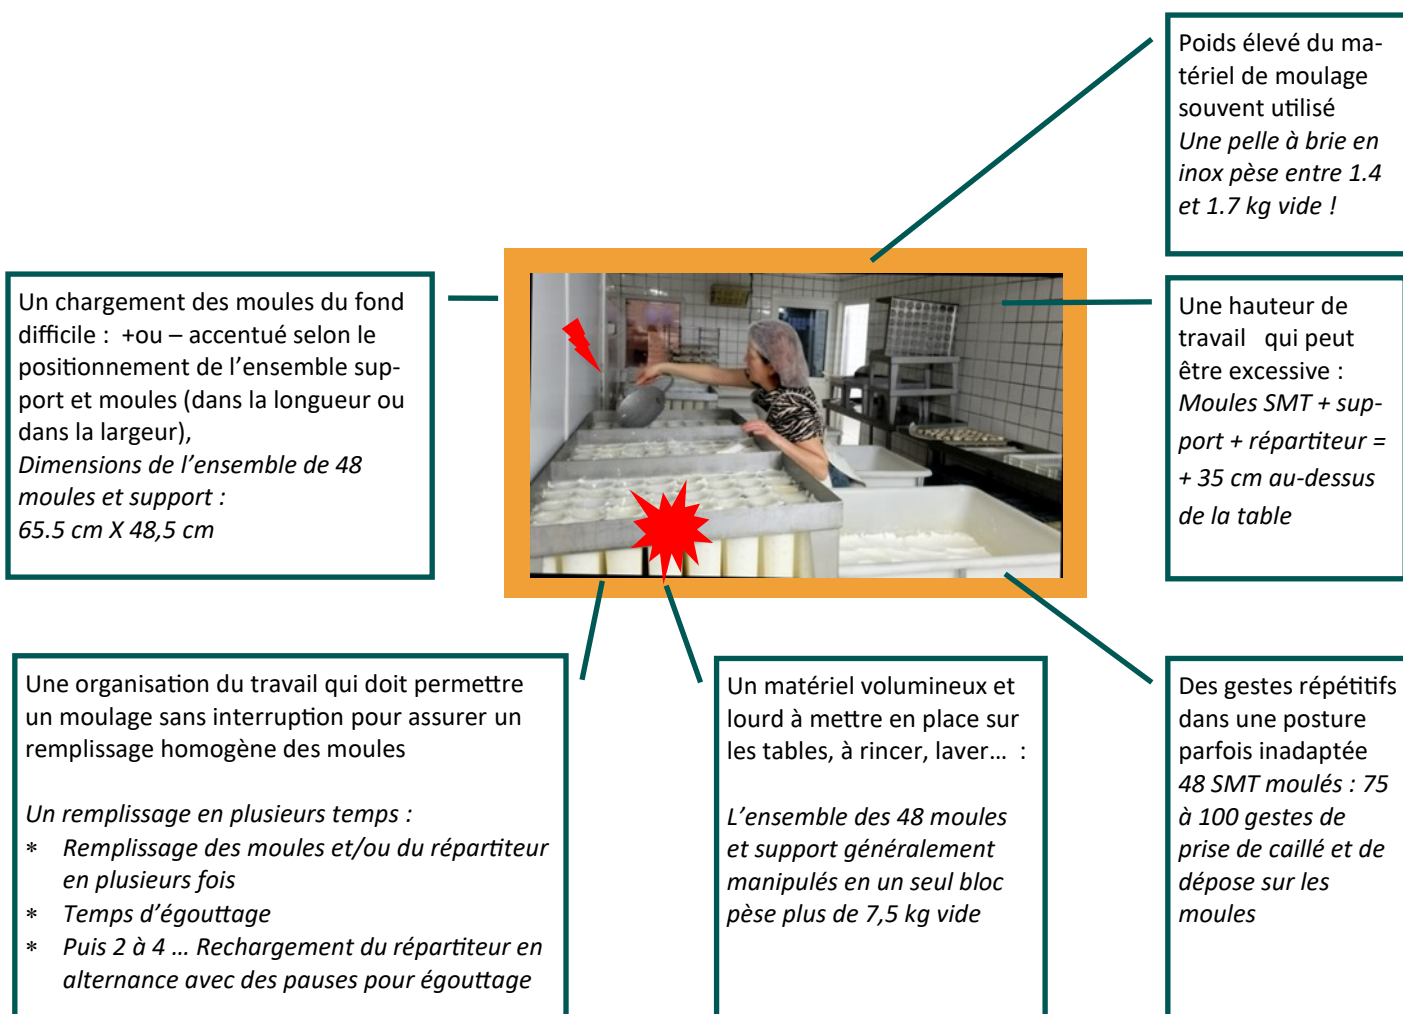 Poids élevé du ma-
tériel de moulage
souvent utilisé
Une pelle à brie en
inox pèse entre 1.4
et 1.7 kg vide !
Un chargement des moules du fond
difficile :  +ou – accentué selon le
positionnement de l’ensemble sup-
port et moules (dans la longueur ou
dans la largeur),
Dimensions de l’ensemble de 48
moules et support :
65.5 cm X 48,5 cm
Une hauteur de
travail   qui peut
être excessive :
Moules SMT + sup-
port + répartiteur =
+ 35 cm au-dessus
de la table
Une organisation du travail qui doit permettre
un moulage sans interruption pour assurer un
remplissage homogène des moules
Un remplissage en plusieurs temps :
* Remplissage des moules et/ou du répartiteur
en plusieurs fois
* Temps d’égouttage
* Puis 2 à 4 … Rechargement du répartiteur en
alternance avec des pauses pour égouttage
Un matériel volumineux et
lourd à mettre en place sur
les tables, à rincer, laver…  :
L’ensemble des 48 moules
et support généralement
manipulés en un seul bloc
pèse plus de 7,5 kg vide
Des gestes répétitifs
dans une posture
parfois inadaptée
48 SMT moulés : 75
à 100 gestes de
prise de caillé et de
dépose sur les
moules